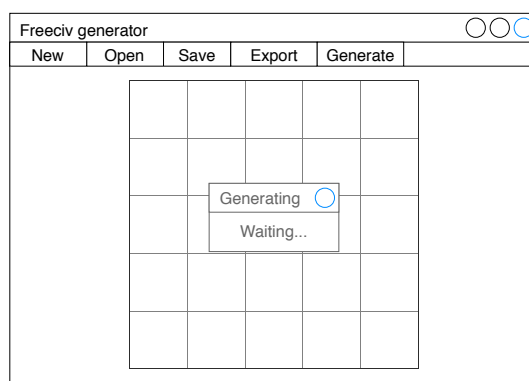 Freeciv generator
New Open Save Export Generate
Generating
Waiting...